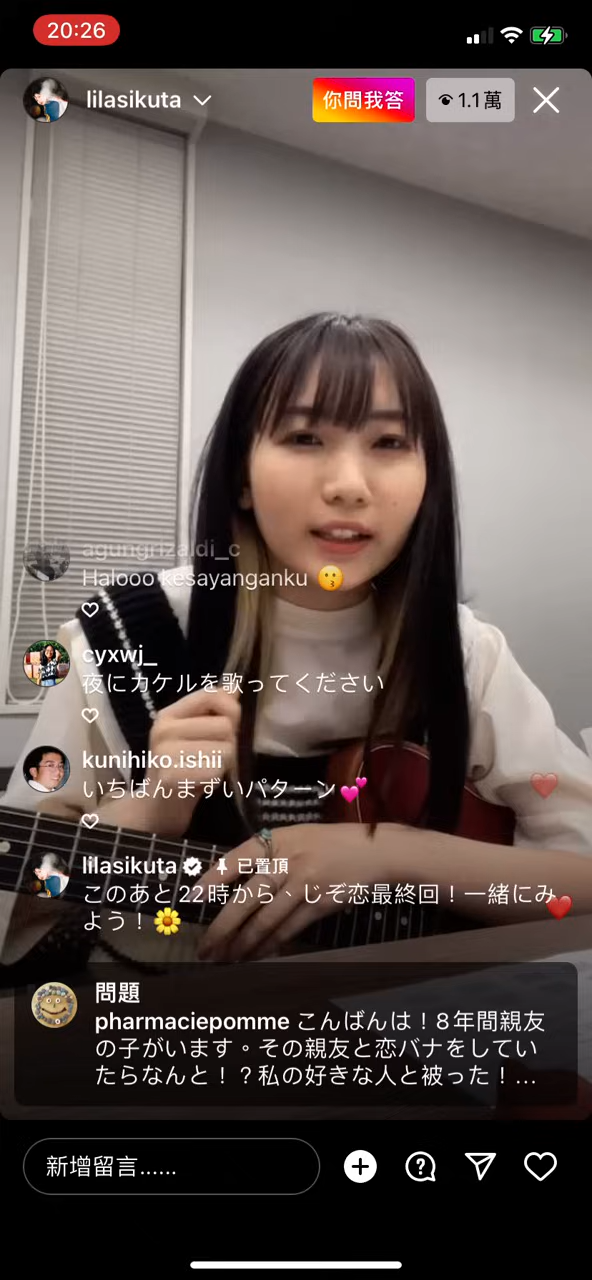 20:26
lilasikuta
你問我答
1.1萬
agungrizaldi_c
Halooo kesayanganku 😗
cyxwj_
夜にカケルを歌ってください
kunihiko.ishii
いちばんまずいパターン💕
lilasikuta 已置頂
このあと22時から、じぞ恋最終回！一緒にみ
よう！🌼
問題
pharmaciepomme こんばんは！8年間親友
の子がいます。その親友と恋バナをしてい
たらなんと！？私の好きな人と被った！...
新增留言......